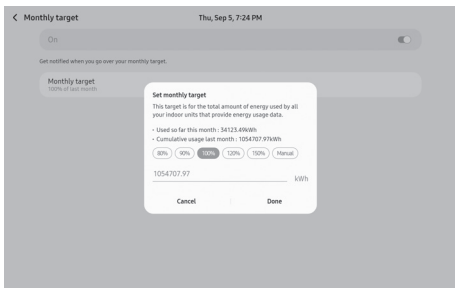 Monthly target
Thu, Sep 5, 7:24 PM
On
Get notified when you go over your monthly target.
Monthly target
100% of last month
Set monthly target
This target is for the total amount of energy used by all
your indoor units that provide energy usage data.
• Used so far this month : 34123.49kWh
• Cumulative usage last month : 1054707.97kWh
80% 90% 100% 120% 150% Manual
1054707.97
kWh
Cancel Done